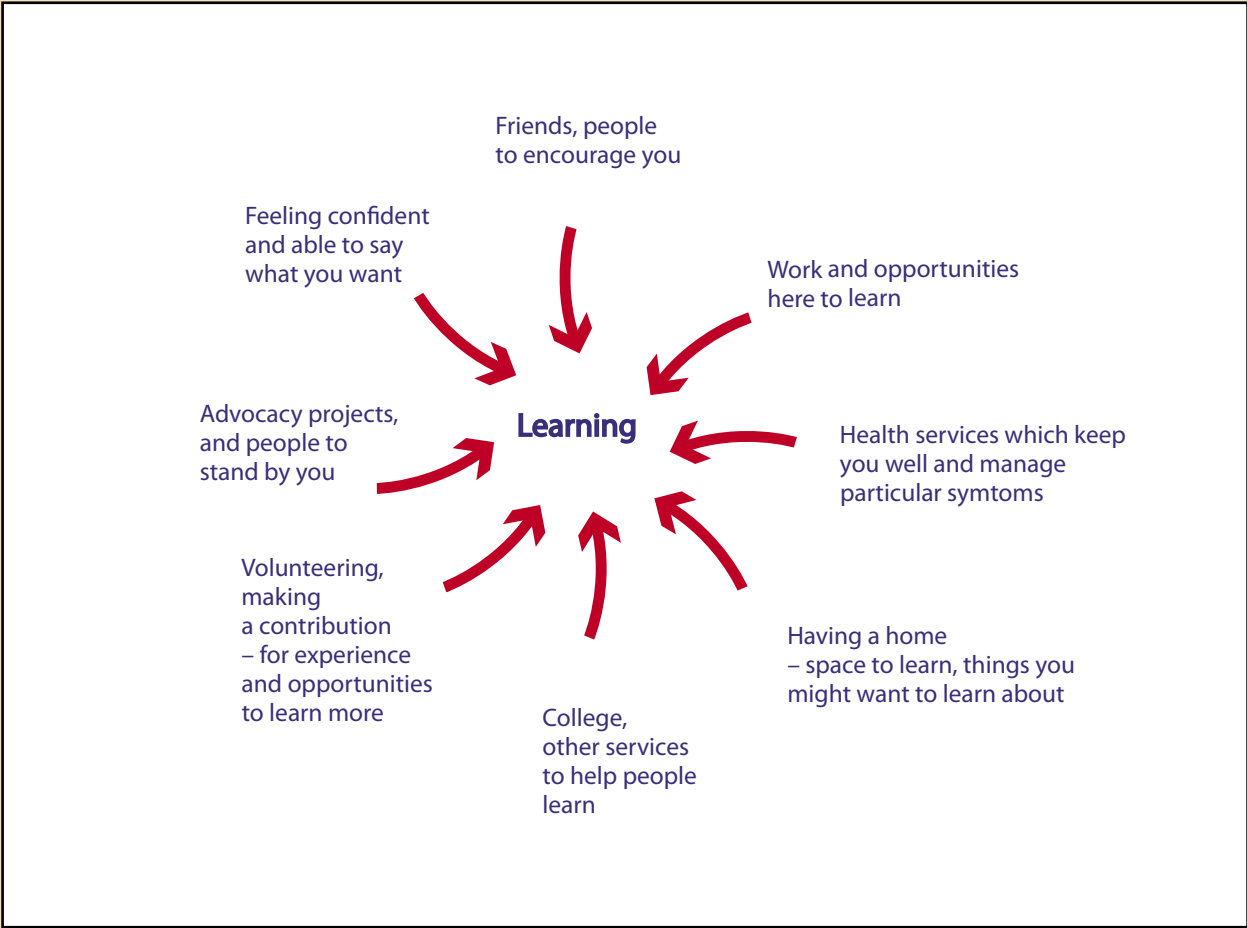 Friends, people
to encourage you
Feeling confident
and able to say
what you want
Work and opportunities
here to learn
Learning
Advocacy projects,
and people to
stand by you
Health services which keep
you well and manage
particular symtoms
Volunteering,
making
a contribution
– for experience
and opportunities
to learn more
Having a home
– space to learn, things you
might want to learn about
College,
other services
to help people
learn